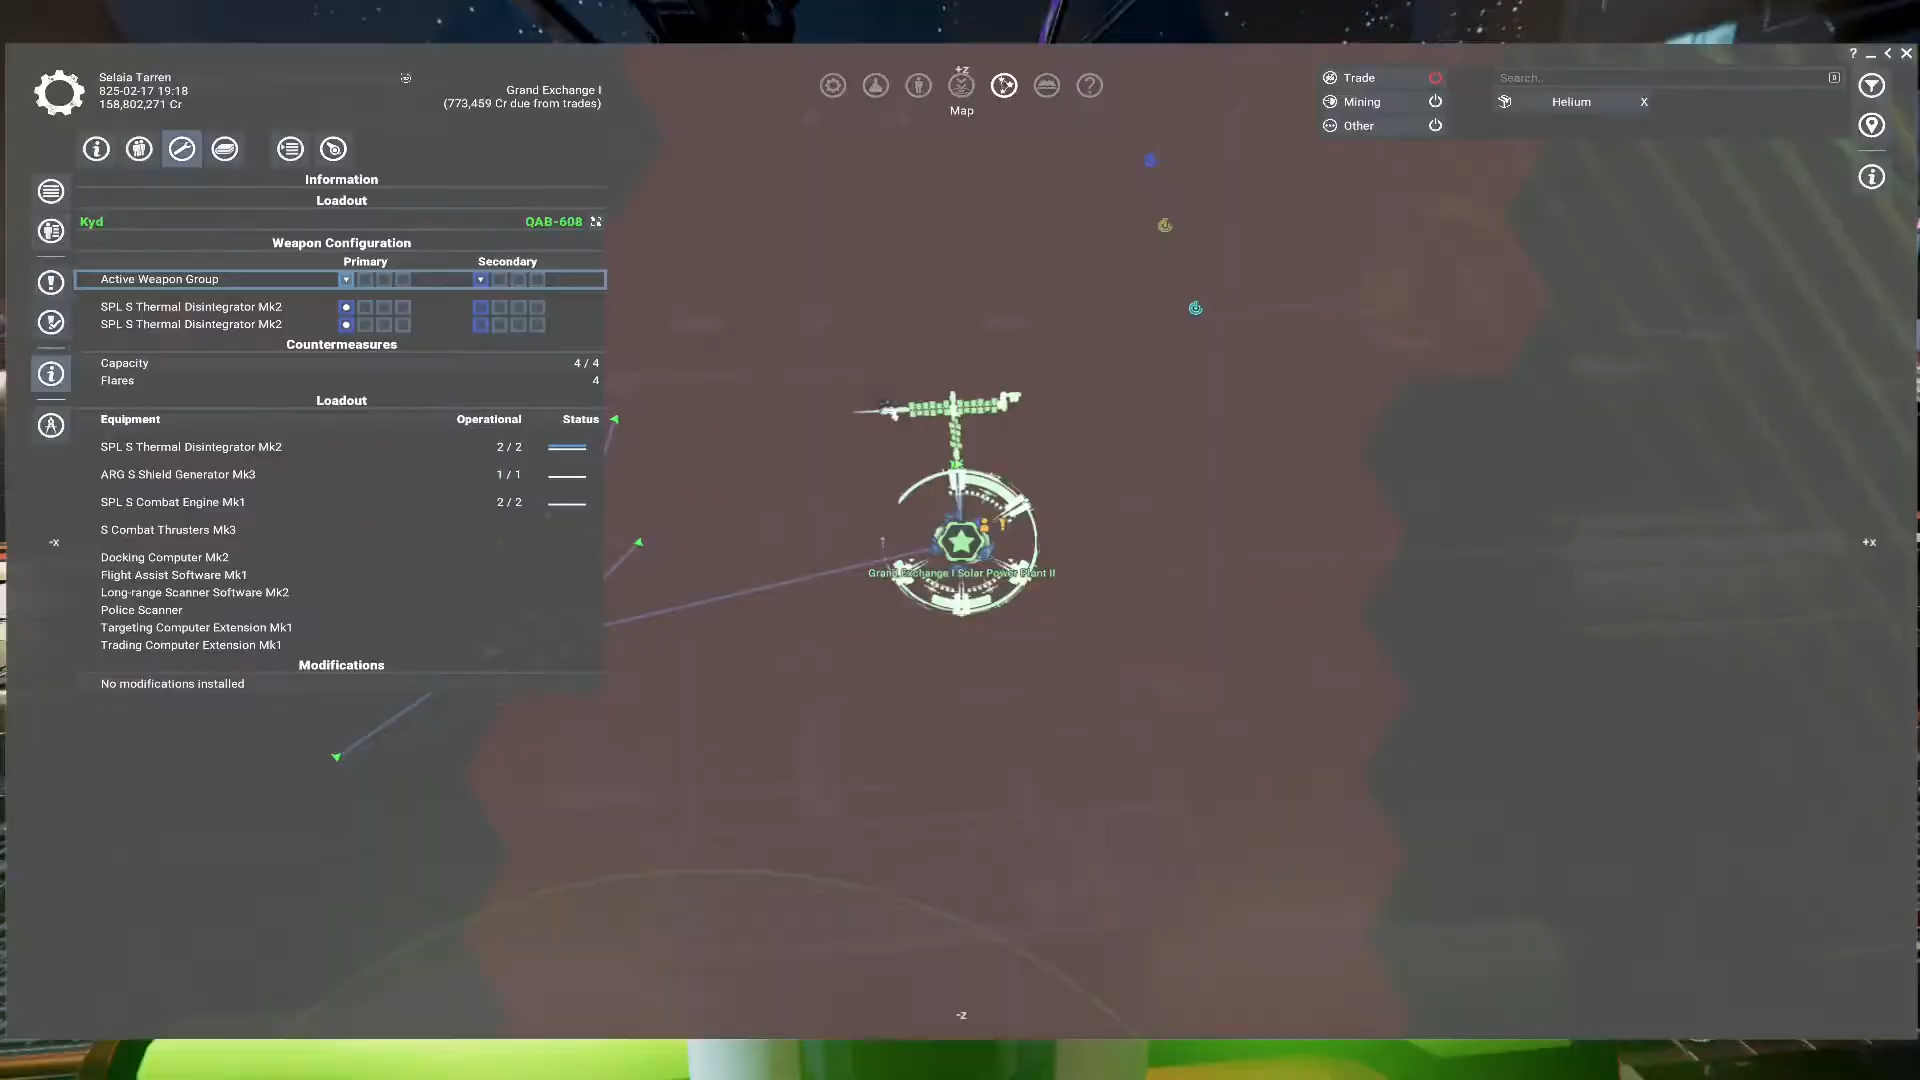 Selaia Tarren
825-02-17 19:18
158,802,271 Cr
Grand Exchange I
(773,459 Cr due from trades)
+z
Map
Trade
Mining
Other
Search..
Helium X
Information
Loadout
Kyd QAB-608
Weapon Configuration
Primary Secondary
Active Weapon Group
SPL S Thermal Disintegrator Mk2
SPL S Thermal Disintegrator Mk2
Countermeasures
Capacity 4 / 4
Flares 4
Loadout
Equipment Operational Status
SPL S Thermal Disintegrator Mk2 2 / 2
ARG S Shield Generator Mk3 1 / 1
SPL S Combat Engine Mk1 2 / 2
S Combat Thrusters Mk3
Docking Computer Mk2
Flight Assist Software Mk1
Long-range Scanner Software Mk2
Police Scanner
Targeting Computer Extension Mk1
Trading Computer Extension Mk1
Modifications
No modifications installed
-x
+x
Grand Exchange I Solar Power Plant II
-z